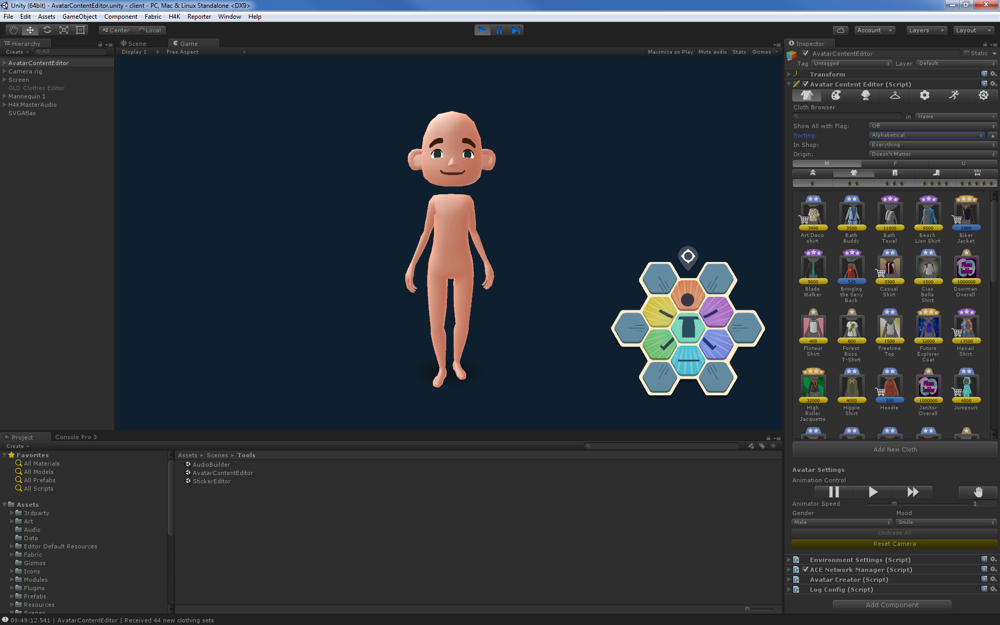 Unity (64bit) - AvatarContentEditor.unity - client - PC, Mac & Linux Standalone <DX9>
File Edit Assets GameObject Component Fabric H4K Reporter Window Help
Center Local
Account Layers Layout
Hierarchy
Create All
AvatarContentEditor
Camera rig
Screen
OLD Clothes Editor
Mannequin 1
H4KMasterAudio
SVGAtlas
Scene Game
Display 1 Free Aspect Maximize on Play Mute audio Stats Gizmos
Inspector
AvatarContentEditor Static
Tag Untagged Layer Default
Transform
Avatar Content Editor (Script)
Cloth Browser
in Name
Show All with Flag: Off
Sorting: Alphabetical
In Shop: Everything
Origin: Doesn't Matter
M F U
3990 3500 11000 9500 1900
Art Deco shirt
Bath Buddy
Bath Towel
Beach Lion Shirt
Biker Jacket
Place holder
9000 525 3300 1500 1000000
Blade Walker
Bringing the Sexy Back
Casual Shirt
Ciao Bella Shirt
Doorman Overall
400 800 1500 32000 13500
Flirteur Shirt
Forest Boss T-Shirt
Freetime Top
Future Explorer Coat
Hawaii Shirt
Place holder
32000 4000 200 1000000 4000
High Roller Jacquette
Hippie Shirt
Hoodie
Janitor Overall
Jumpsuit
Add New Cloth
Avatar Settings
Animation Control
Animator Speed 1
Gender Mood
Male Smile
Undress All
Reset Camera
Environment Settings (Script)
ACE Network Manager (Script)
Avatar Creator (Script)
Log Config (Script)
Add Component
Project Console Pro 3
Create
Favorites
All Materials
All Models
All Prefabs
All Scripts
Assets
3rdparty
Art
Audio
Data
Editor Default Resources
Fabric
Gizmos
Icons
Modules
Plugins
Prefabs
Resources
Scenes
Assets Scenes Tools
AudioBuilder
AvatarContentEditor
StickerEditor
09:49:12.541 | AvatarContentEditor | Received 44 new clothing sets